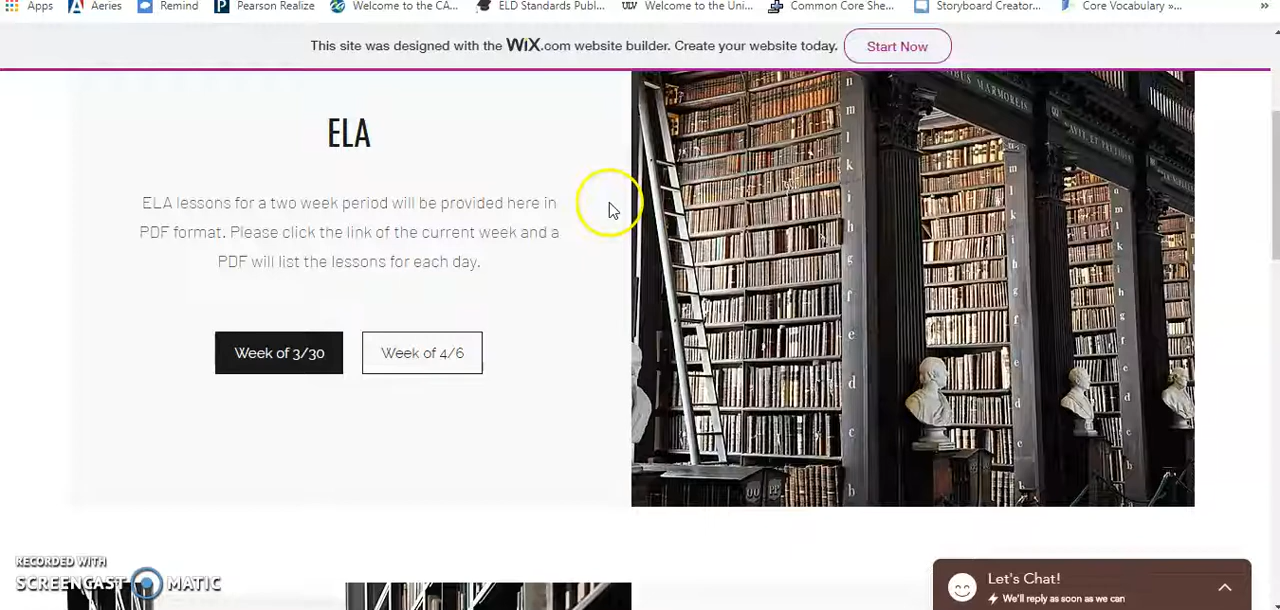 Apps Aeries Remind Pearson Realize Welcome to the CA... ELD Standards Publ... Welcome to the Uni... Common Core She... Storyboard Creator... Core Vocabulary »... »
This site was designed with the WiX.com website builder. Create your website today. Start Now
ELA
ELA lessons for a two week period will be provided here in
PDF format. Please click the link of the current week and a
PDF will list the lessons for each day.
Week of 3/30 Week of 4/6
RECORDED WITH
SCREENCAST MATIC
Let's Chat!
We'll reply as soon as we can